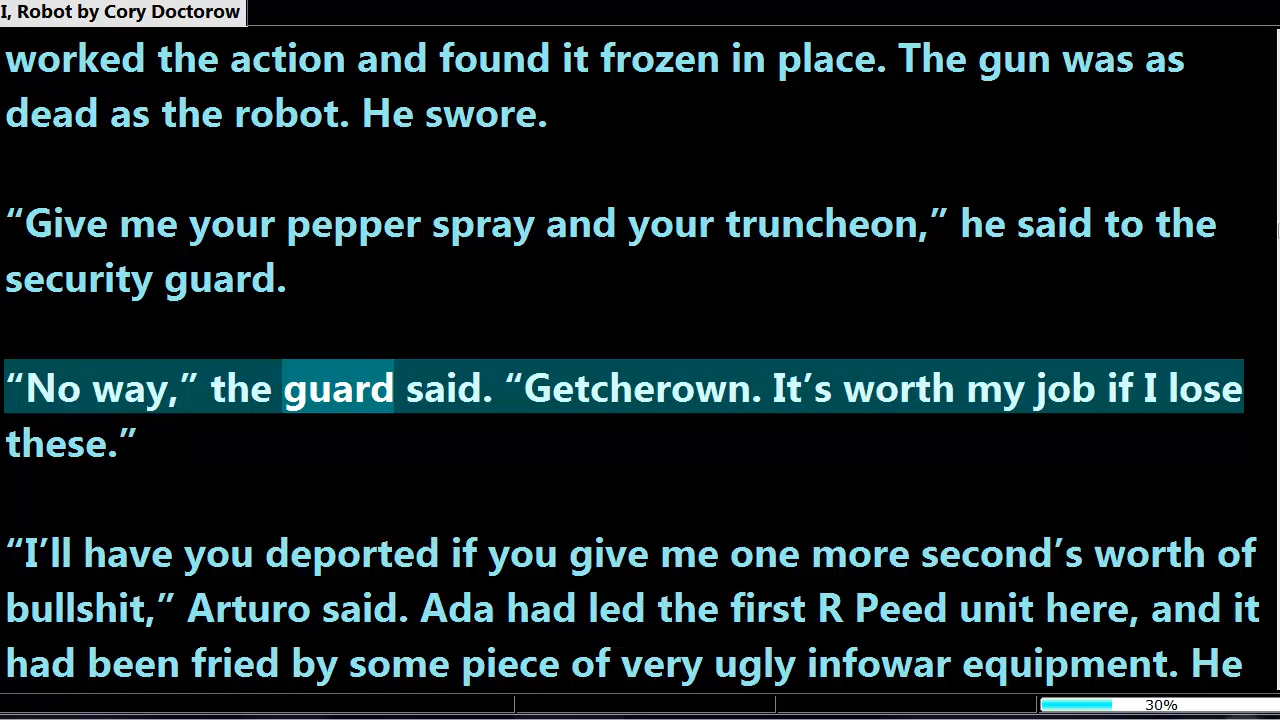 I, Robot by Cory Doctorow
worked the action and found it frozen in place. The gun was as
dead as the robot. He swore.
“Give me your pepper spray and your truncheon,” he said to the
security guard.
“No way,” the guard said. “Getcherown. It’s worth my job if I lose
these.”
“I’ll have you deported if you give me one more second’s worth of
bullshit,” Arturo said. Ada had led the first R Peed unit here, and it
had been fried by some piece of very ugly infowar equipment. He
30%